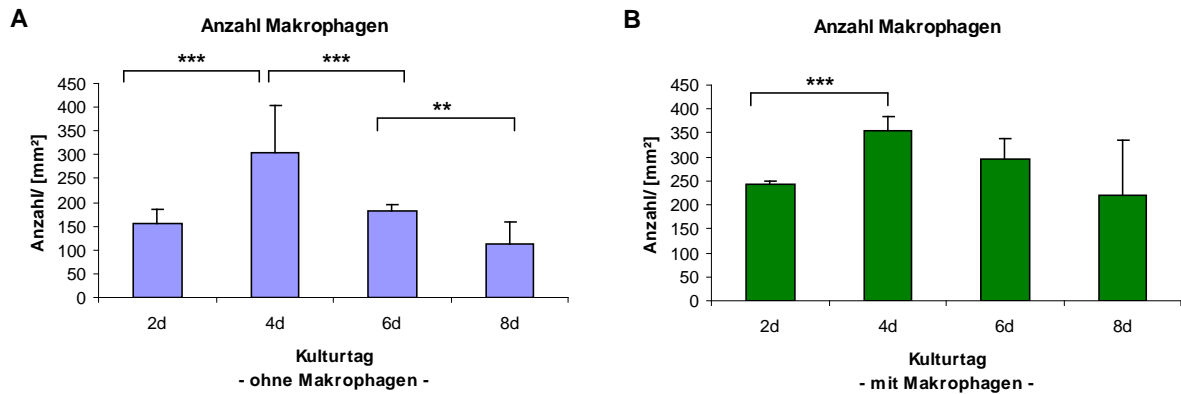 A
Anzahl Makrophagen
***
***
**
450
400
350
300
250
200
150
100
50
0
Anzahl/ [mm²]
2d 4d 6d 8d
Kulturtag
- ohne Makrophagen -
B
Anzahl Makrophagen
***
450
400
350
300
250
200
150
100
50
0
Anzahl/ [mm²]
2d 4d 6d 8d
Kulturtag
- mit Makrophagen -